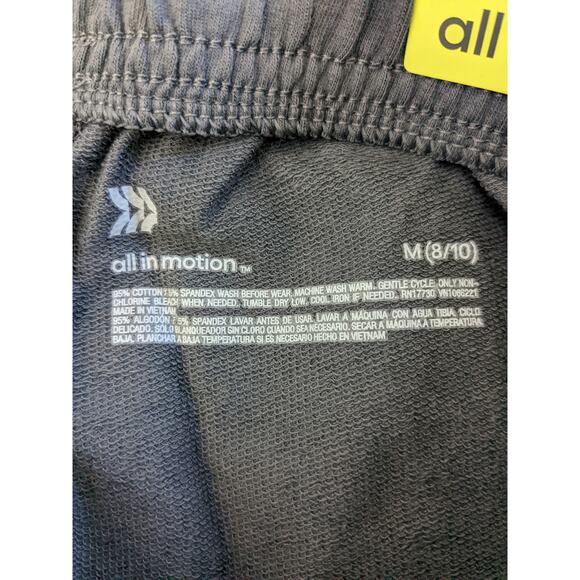 all
all in motion™
M (8/10)
95% COTTON / 5% SPANDEX WASH BEFORE WEAR. MACHINE WASH WARM. GENTLE CYCLE. ONLY NON-
CHLORINE BLEACH WHEN NEEDED. TUMBLE DRY LOW. COOL IRON IF NEEDED. RN17730 VN106221
MADE IN VIETNAM
95% ALGODON / 5% SPANDEX LAVAR ANTES DE USAR. LAVAR A MÁQUINA CON AGUA TIBIA. CICLO
DELICADO. SÓLO BLANQUEADOR SIN CLORO CUANDO SEA NECESARIO. SECAR A MÁQUINA A TEMPERATURA
BAJA. PLANCHAR A BAJA TEMPERATURA SI ES NECESARIO HECHO EN VIETNAM